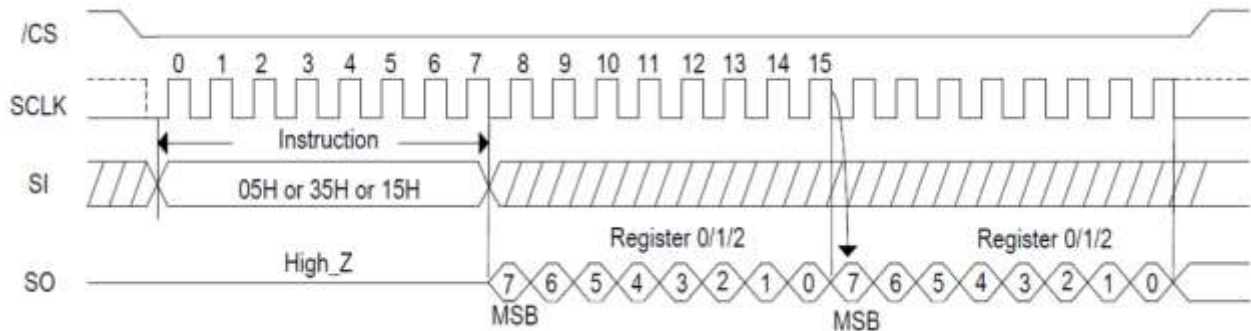 /CS
0 1 2 3 4 5 6 7 8 9 10 11 12 13 14 15
SCLK
Instruction
SI
05H or 35H or 15H
Register 0/1/2 Register 0/1/2
High_Z
SO
7 6 5 4 3 2 1 0 7 6 5 4 3 2 1 0
MSB MSB